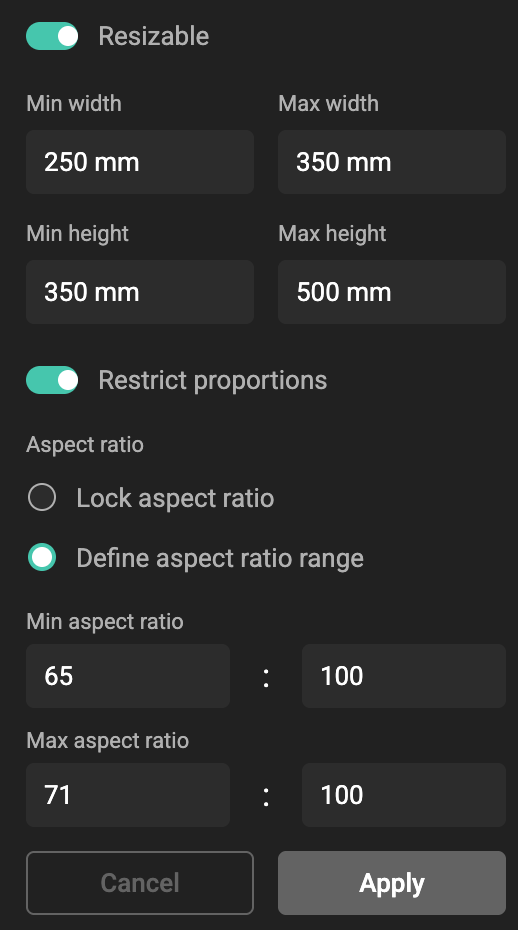 Resizable
Min width Max width
250 mm 350 mm
Min height Max height
350 mm 500 mm
Restrict proportions
Aspect ratio
Lock aspect ratio
Define aspect ratio range
Min aspect ratio
65 : 100
Max aspect ratio
71 : 100
Cancel Apply